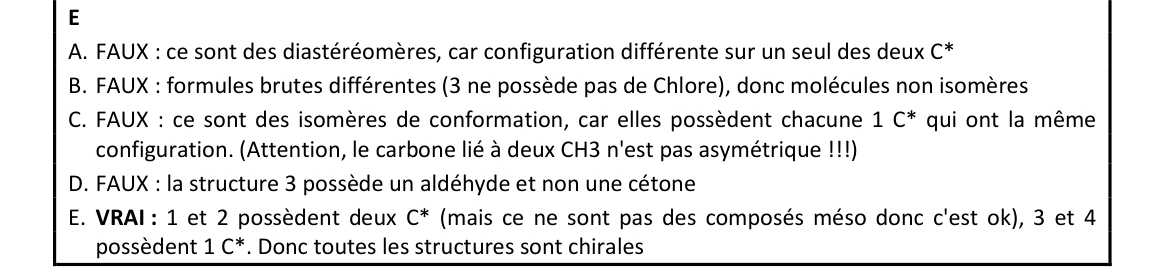 E
A. FAUX : ce sont des diastéréomères, car configuration différente sur un seul des deux C*
B. FAUX : formules brutes différentes (3 ne possède pas de Chlore), donc molécules non isomères
C. FAUX : ce sont des isomères de conformation, car elles possèdent chacune 1 C* qui ont la même
configuration. (Attention, le carbone lié à deux CH3 n'est pas asymétrique !!!)
D. FAUX : la structure 3 possède un aldéhyde et non une cétone
E. VRAI : 1 et 2 possèdent deux C* (mais ce ne sont pas des composés méso donc c'est ok), 3 et 4
possèdent 1 C*. Donc toutes les structures sont chirales